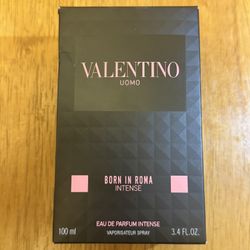 VALENTINO
UOMO
BORN IN ROMA
INTENSE
EAU DE PARFUM INTENSE
VAPORISATEUR SPRAY
100 ml
3.4 FL.OZ.